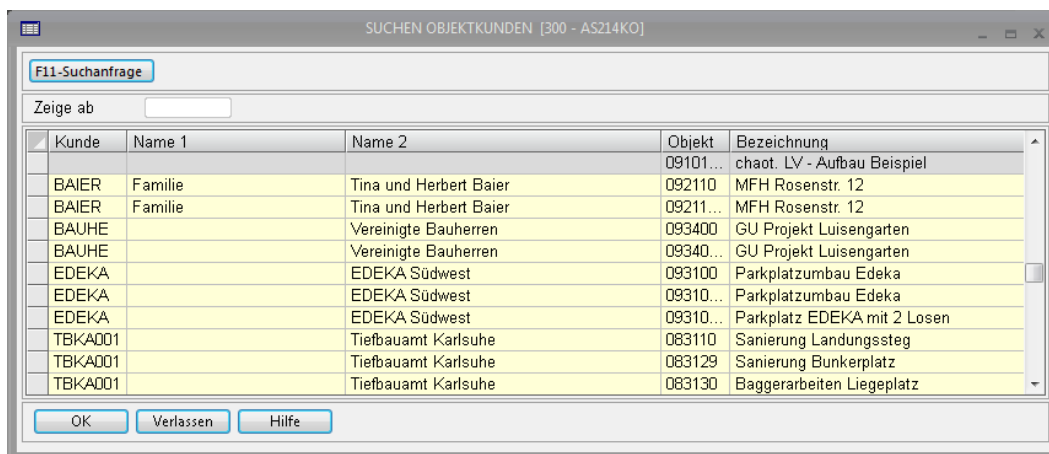 SUCHEN OBJEKTKUNDEN [300 - AS214KO]
F11-Suchanfrage
Zeige ab
Kunde Name 1 Name 2 Objekt Bezeichnung
09101... chaot. LV - Aufbau Beispiel
BAIER Familie Tina und Herbert Baier 092110 MFH Rosenstr. 12
BAIER Familie Tina und Herbert Baier 09211... MFH Rosenstr. 12
BAUHE Vereinigte Bauherren 093400 GU Projekt Luisengarten
BAUHE Vereinigte Bauherren 09340... GU Projekt Luisengarten
EDEKA EDEKA Südwest 093100 Parkplatzumbau Edeka
EDEKA EDEKA Südwest 09310... Parkplatzumbau Edeka
EDEKA EDEKA Südwest 09310... Parkplatz EDEKA mit 2 Losen
TBKA001 Tiefbauamt Karlsuhe 083110 Sanierung Landungssteg
TBKA001 Tiefbauamt Karlsuhe 083129 Sanierung Bunkerplatz
TBKA001 Tiefbauamt Karlsuhe 083130 Baggerarbeiten Liegeplatz
OK Verlassen Hilfe